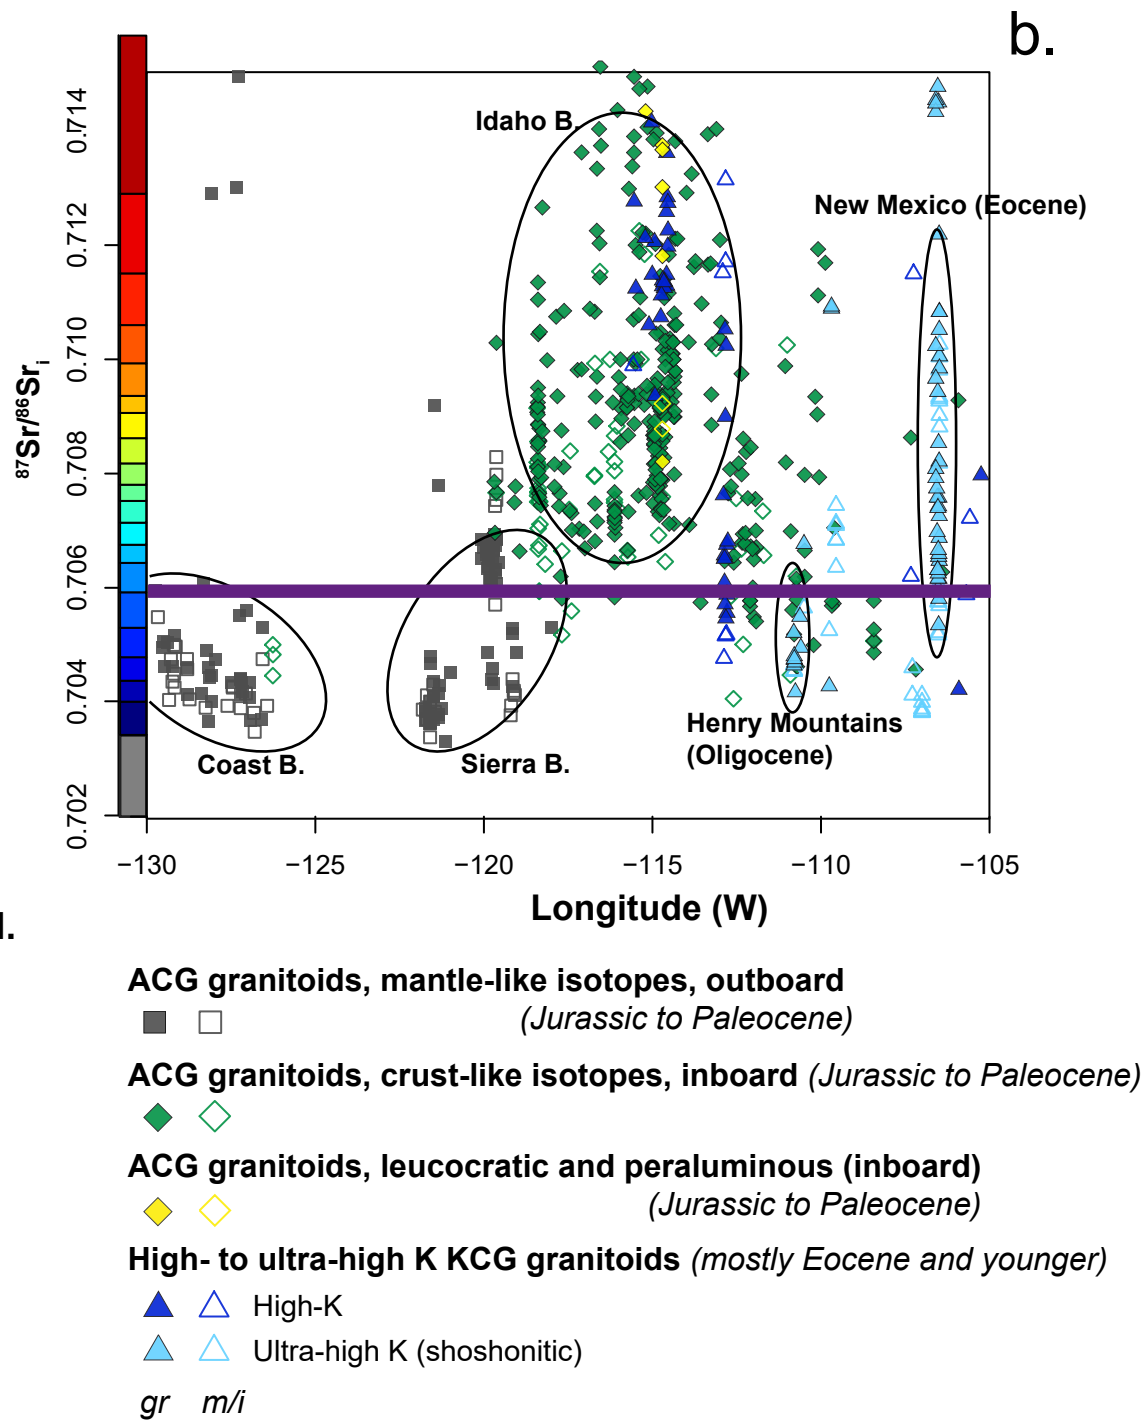 b.
0.714
0.712
0.710
0.708
0.706
0.704
0.702
87Sr/86Sri
Idaho B.
New Mexico (Eocene)
Henry Mountains
(Oligocene)
Coast B.
Sierra B.
−130
−125
−120
−115
−110
−105
Longitude (W)
ACG granitoids, mantle-like isotopes, outboard
(Jurassic to Paleocene)
ACG granitoids, crust-like isotopes, inboard (Jurassic to Paleocene)
ACG granitoids, leucocratic and peraluminous (inboard)
(Jurassic to Paleocene)
High- to ultra-high K KCG granitoids (mostly Eocene and younger)
High-K
Ultra-high K (shoshonitic)
gr m/i